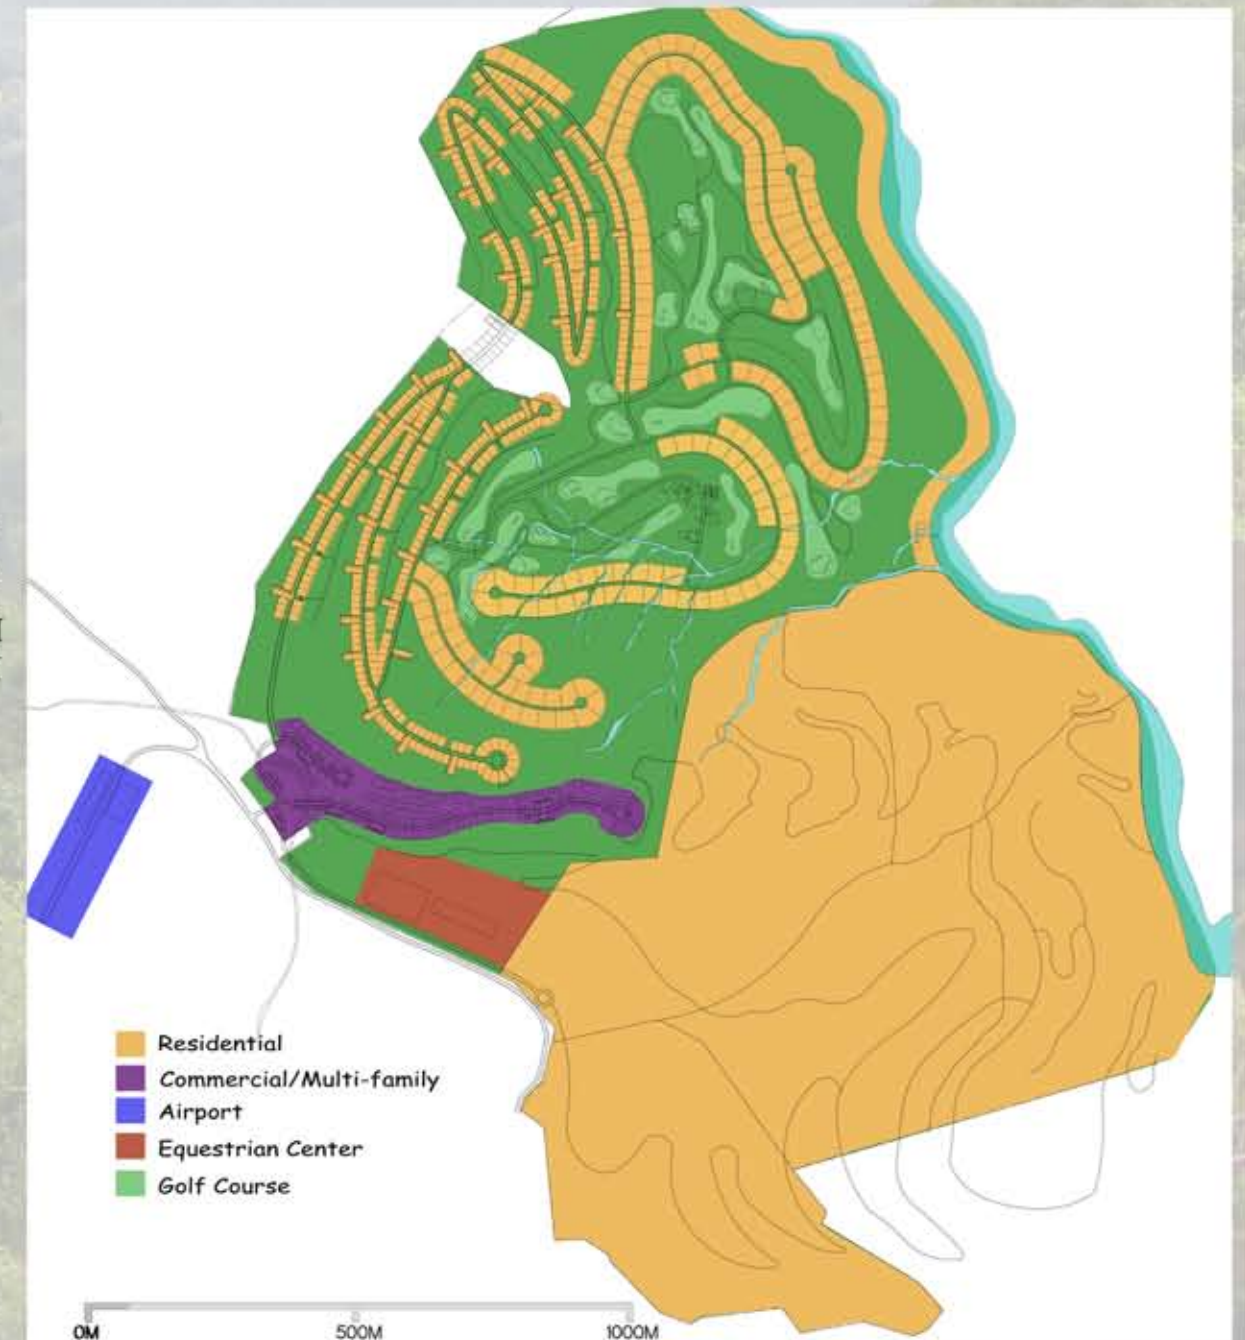 Residential
Commercial/Multi-family
Airport
Equestrian Center
Golf Course
0M 500M 1000M